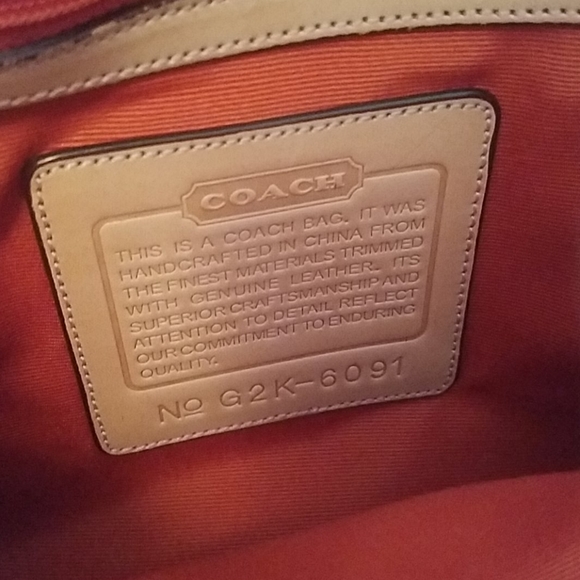 COACH
THIS IS A COACH BAG. IT WAS
HANDCRAFTED IN CHINA FROM
THE FINEST MATERIALS TRIMMED
WITH GENUINE LEATHER. ITS
SUPERIOR CRAFTSMANSHIP AND
ATTENTION TO DETAIL REFLECT
OUR COMMITMENT TO ENDURING
QUALITY.
No G2K-6091